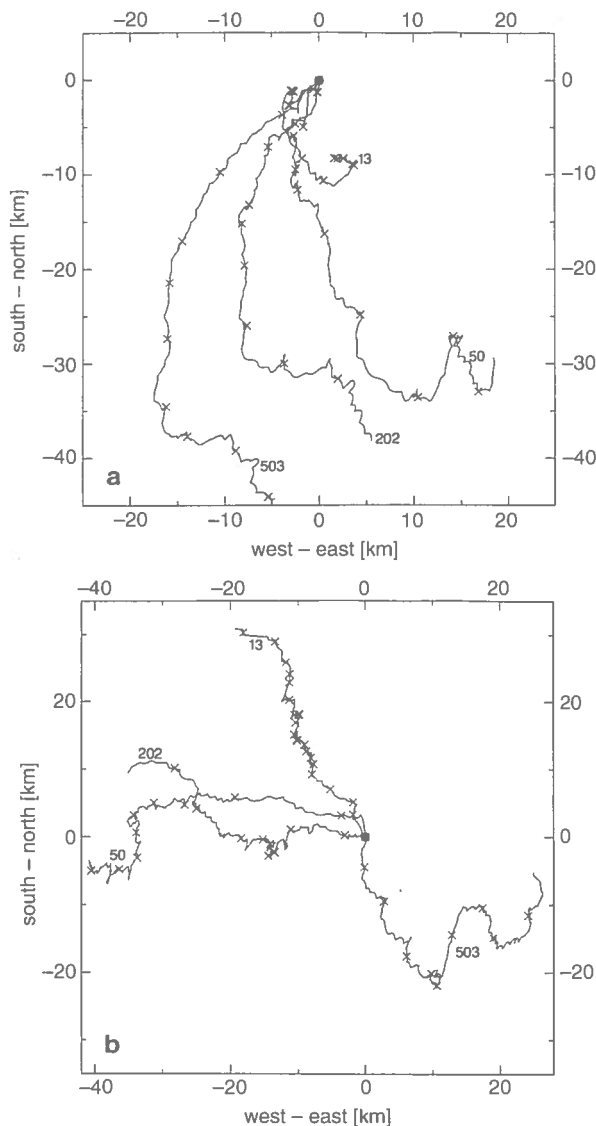 −20 −10 0 10 20
0 0
−10 13 −10
−20 −20
−30 50 −30
202
−40 503 −40
a
−20 −10 0 10 20
west – east [km]
south – north [km]
−40 −20 0 20
13
20 20
202
0 0
50
503
−20 −20
b
−40 −20 0 20
west – east [km]
south – north [km]